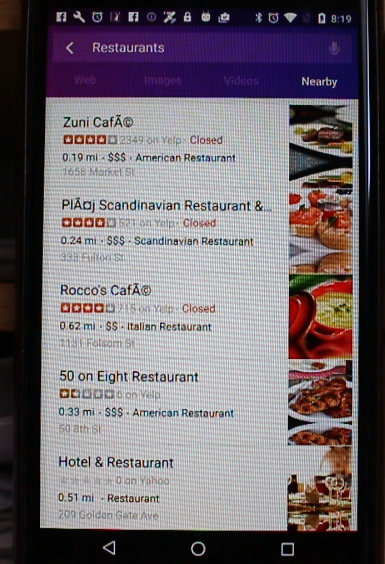 8:19
Restaurants
Web Images Videos Nearby
Zuni CafÃ©
2349 on Yelp · Closed
0.19 mi · $$$ · American Restaurant
1658 Market St
PlÃ¤j Scandinavian Restaurant &...
521 on Yelp · Closed
0.24 mi · $$$ · Scandinavian Restaurant
333 Fulton St
Rocco's CafÃ©
715 on Yelp · Closed
0.62 mi · $$ · Italian Restaurant
1131 Folsom St
50 on Eight Restaurant
6 on Yelp
0.33 mi · $$$ · American Restaurant
50 8th St
Hotel & Restaurant
0 on Yahoo
0.51 mi · Restaurant
209 Golden Gate Ave